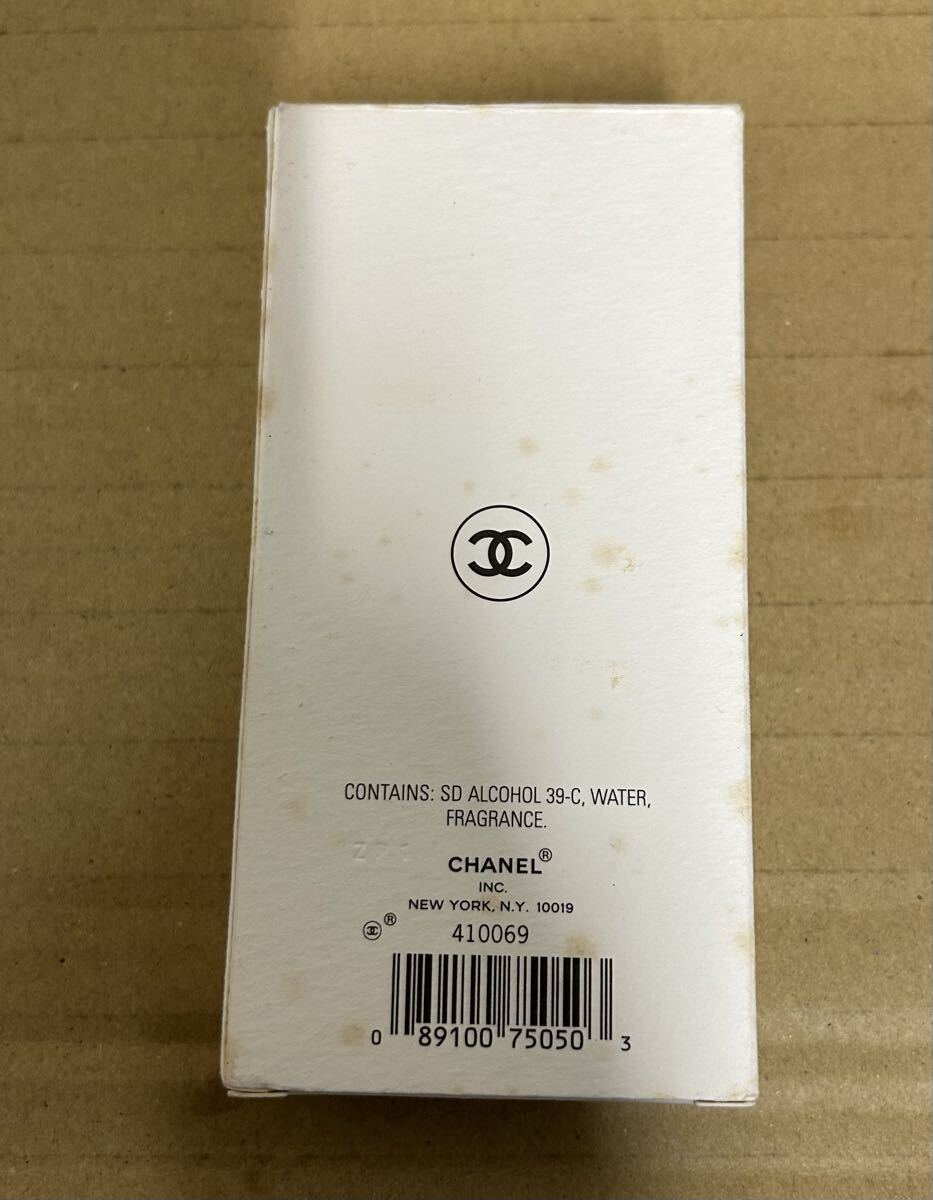 CONTAINS: SD ALCOHOL 39-C, WATER,
FRAGRANCE.
CHANEL®
INC.
NEW YORK, N.Y. 10019
®
410069
0 89100 75050 3